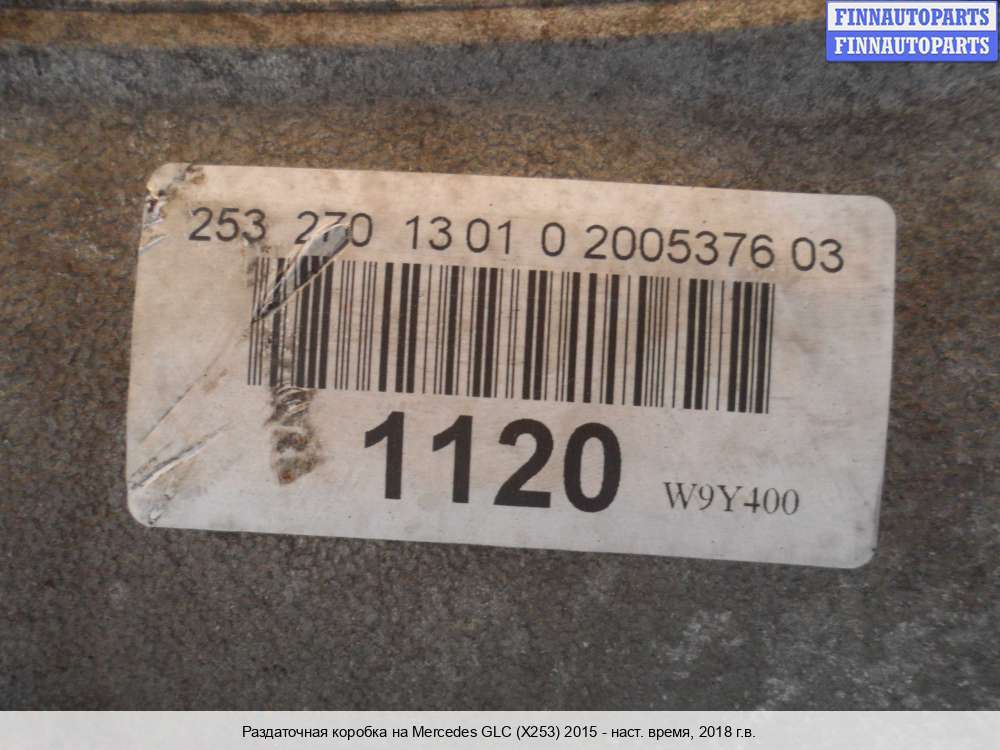 FINNAUTOPARTS
FINNAUTOPARTS
253 270 13 01 0 2005376 03
1120 W9Y400
Раздаточная коробка на Mercedes GLC (X253) 2015 - наст. время, 2018 г.в.